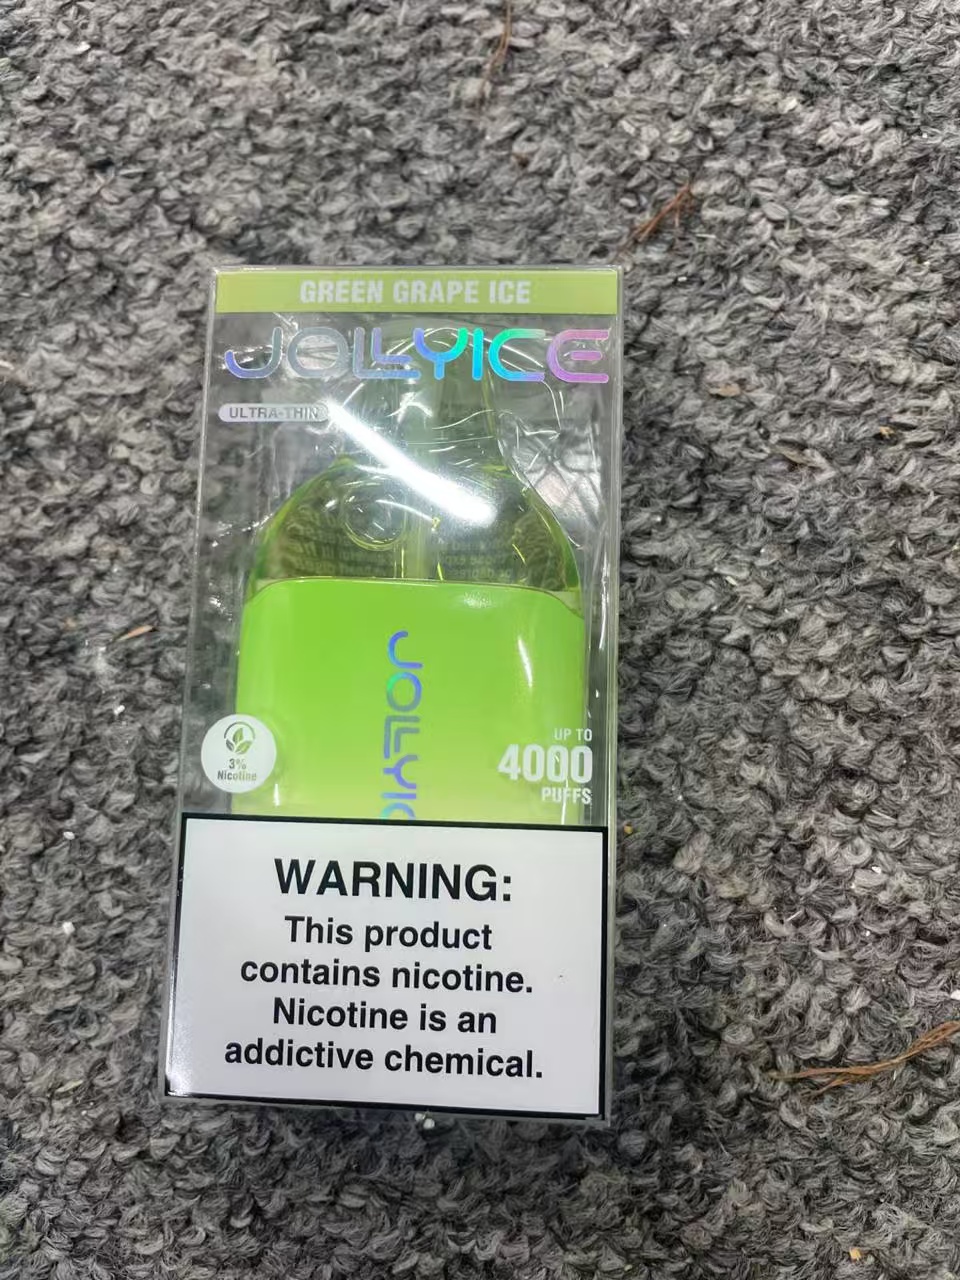 GREEN GRAPE ICE
JOLLYICE
ULTRA-THIN
JOLLYIC
3%
Nicotine
UP TO
4000
PUFFS
WARNING:
This product
contains nicotine.
Nicotine is an
addictive chemical.